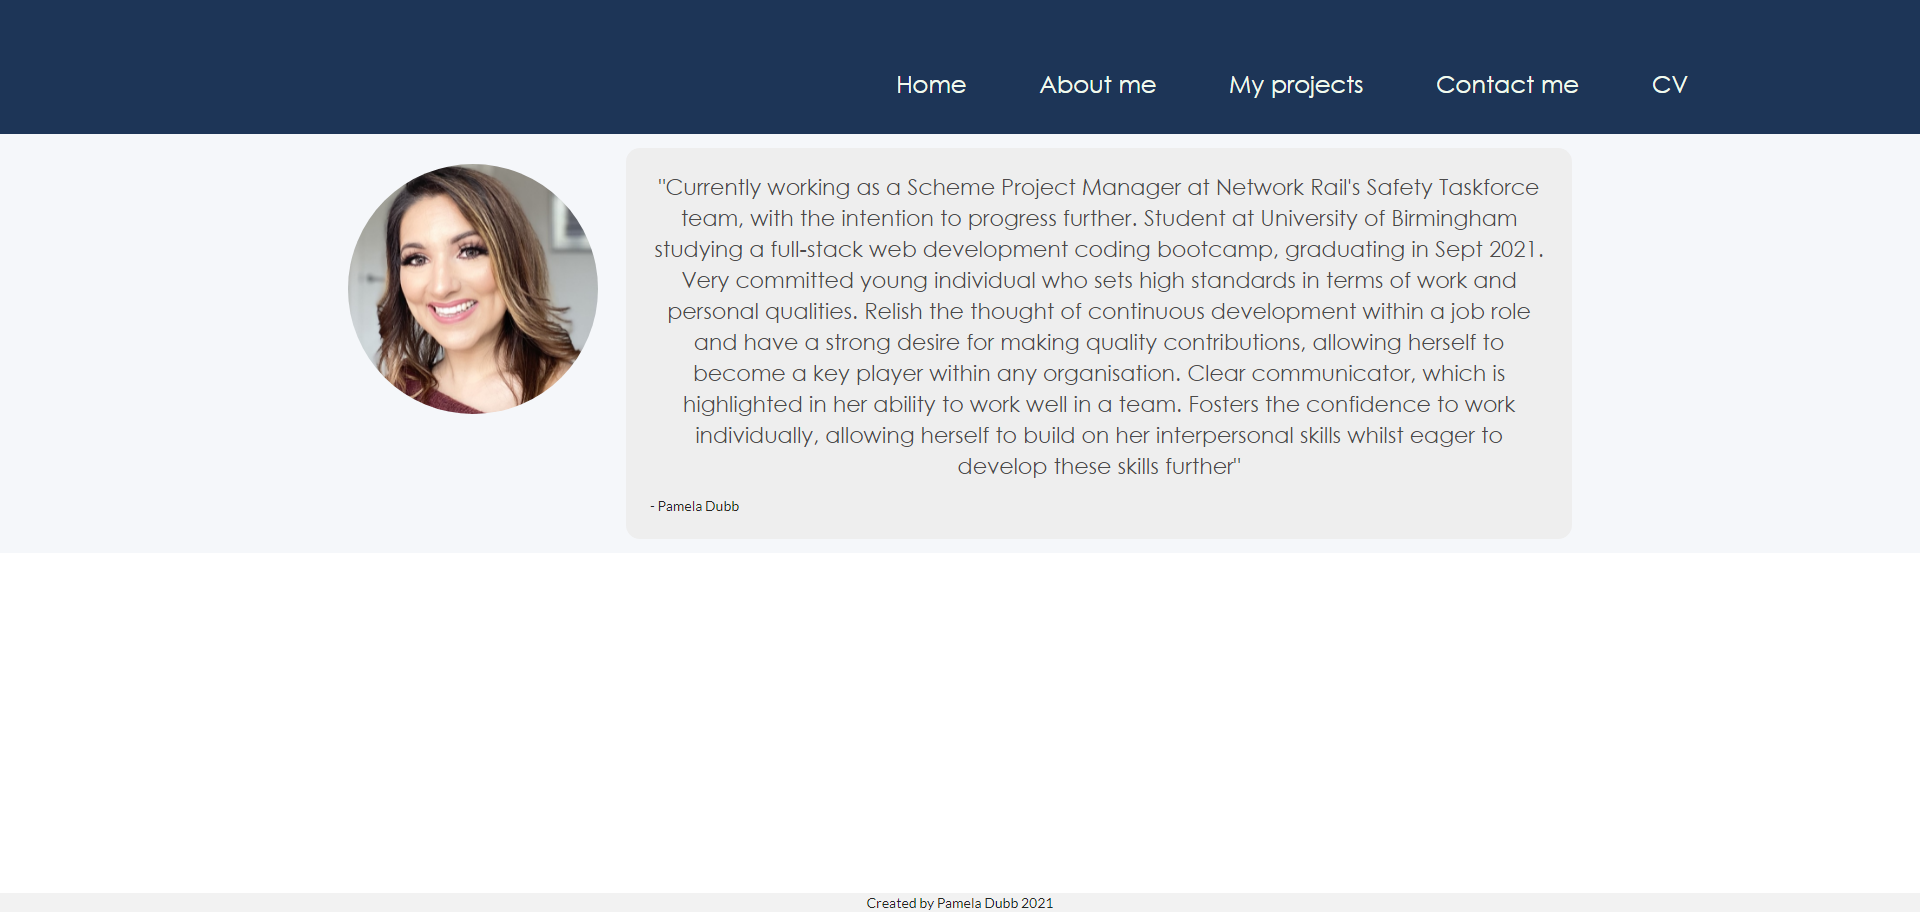 Home About me My projects Contact me CV
"Currently working as a Scheme Project Manager at Network Rail's Safety Taskforce
team, with the intention to progress further. Student at University of Birmingham
studying a full-stack web development coding bootcamp, graduating in Sept 2021.
Very committed young individual who sets high standards in terms of work and
personal qualities. Relish the thought of continuous development within a job role
and have a strong desire for making quality contributions, allowing herself to
become a key player within any organisation. Clear communicator, which is
highlighted in her ability to work well in a team. Fosters the confidence to work
individually, allowing herself to build on her interpersonal skills whilst eager to
develop these skills further"
- Pamela Dubb
Created by Pamela Dubb 2021